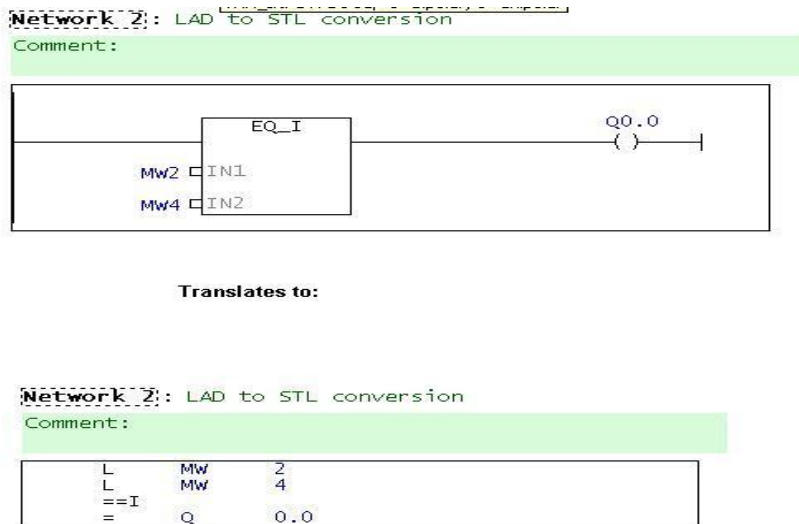 Network 2: LAD to STL conversion
Comment:
EQ_I
Q0.0
( )
MW2 IN1
MW4 IN2
Translates to:
Network 2: LAD to STL conversion
Comment:
L MW 2
L MW 4
==I
= Q 0.0